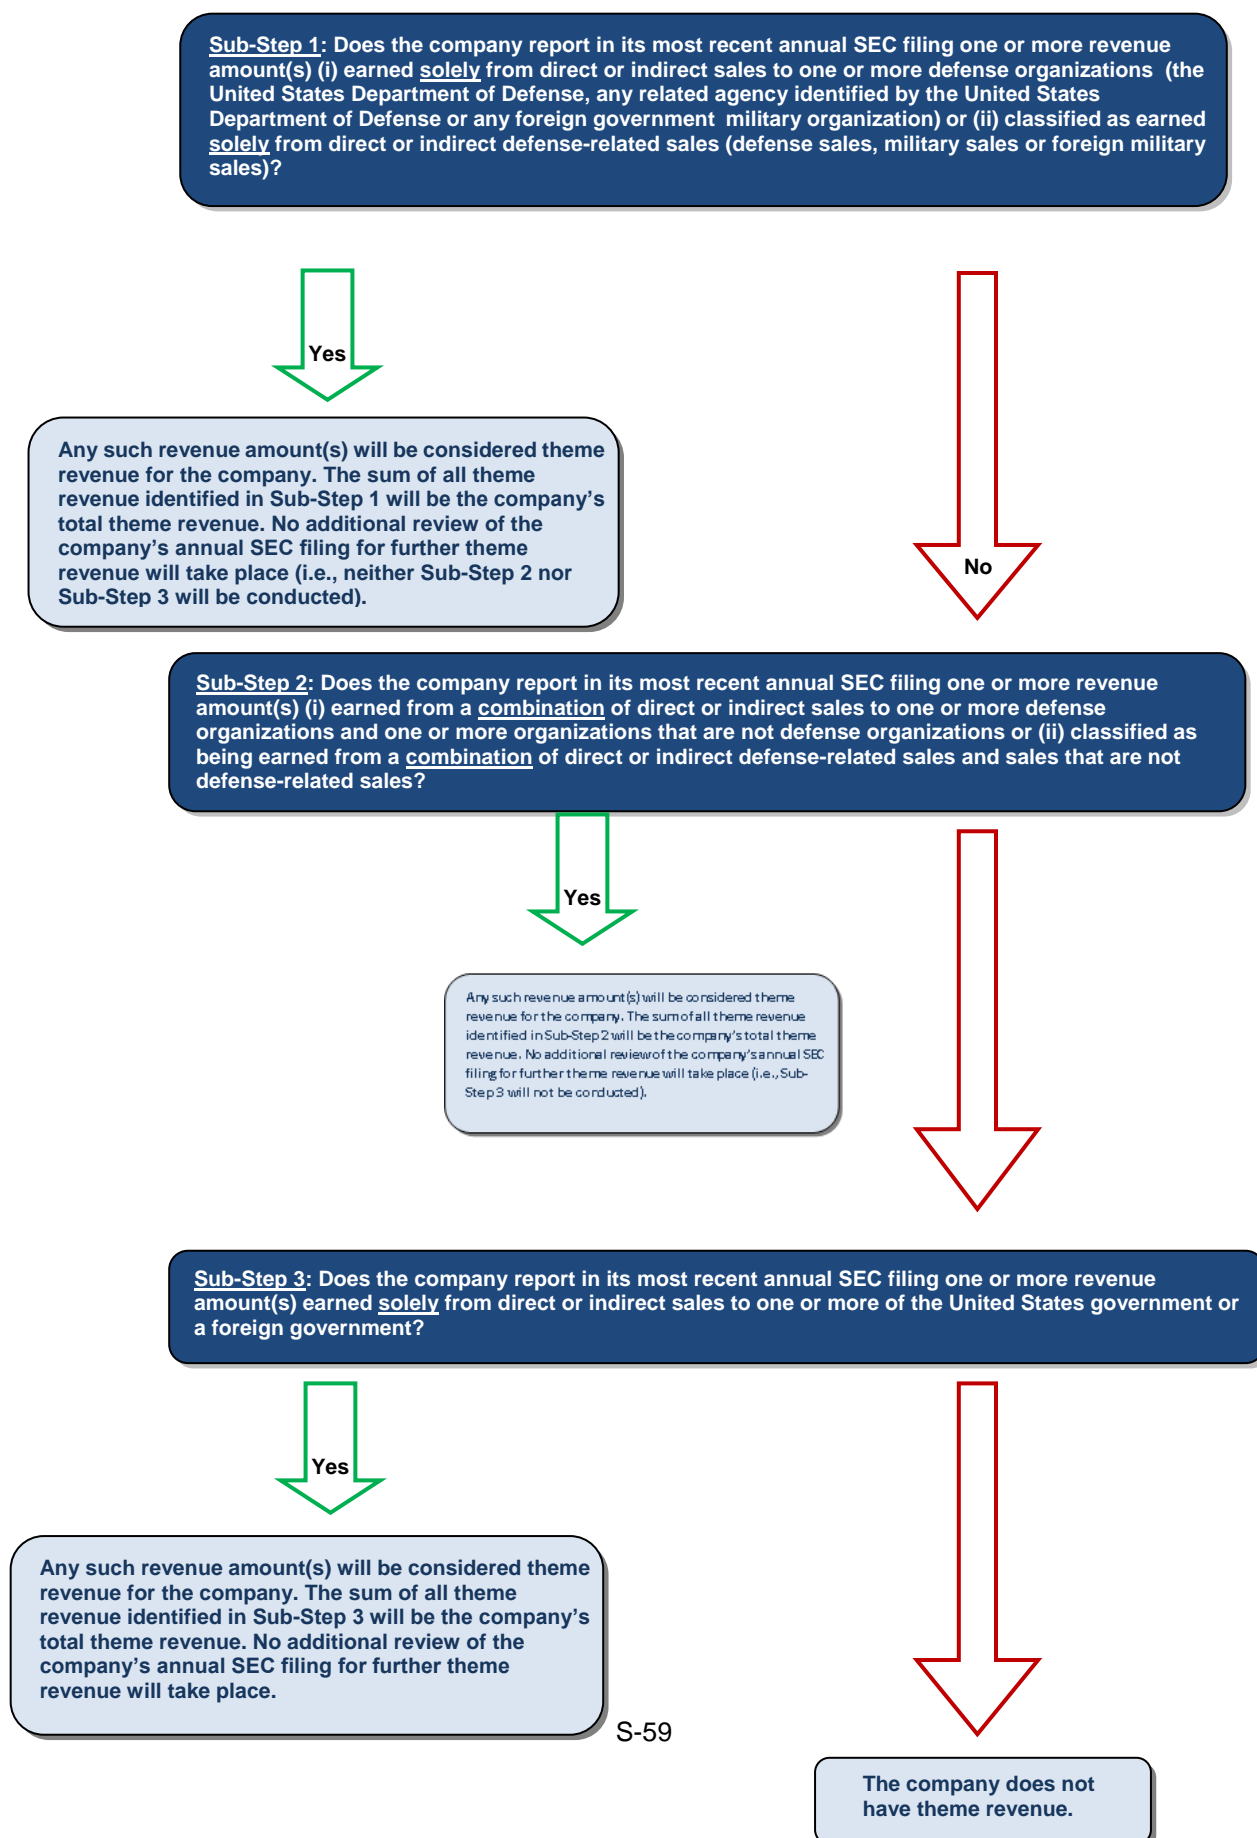 Sub-Step 1: Does the company report in its most recent annual SEC filing one or more revenue
amount(s) (i) earned solely from direct or indirect sales to one or more defense organizations (the
United States Department of Defense, any related agency identified by the United States
Department of Defense or any foreign government military organization) or (ii) classified as earned
solely from direct or indirect defense-related sales (defense sales, military sales or foreign military
sales)?
Yes
Any such revenue amount(s) will be considered theme
revenue for the company. The sum of all theme
revenue identified in Sub-Step 1 will be the company’s
total theme revenue. No additional review of the
company’s annual SEC filing for further theme
revenue will take place (i.e., neither Sub-Step 2 nor
Sub-Step 3 will be conducted).
No
Sub-Step 2: Does the company report in its most recent annual SEC filing one or more revenue
amount(s) (i) earned from a combination of direct or indirect sales to one or more defense
organizations and one or more organizations that are not defense organizations or (ii) classified as
being earned from a combination of direct or indirect defense-related sales and sales that are not
defense-related sales?
Yes
Any such revenue amount(s) will be considered theme
revenue for the company. The sum of all theme revenue
identified in Sub-Step 2 will be the company’s total theme
revenue. No additional review of the company’s annual SEC
filing for further theme revenue will take place (i.e., Sub-
Step 3 will not be conducted).
Sub-Step 3: Does the company report in its most recent annual SEC filing one or more revenue
amount(s) earned solely from direct or indirect sales to one or more of the United States government or
a foreign government?
Yes
Any such revenue amount(s) will be considered theme
revenue for the company. The sum of all theme
revenue identified in Sub-Step 3 will be the company’s
total theme revenue. No additional review of the
company’s annual SEC filing for further theme
revenue will take place.
S-59
The company does not
have theme revenue.